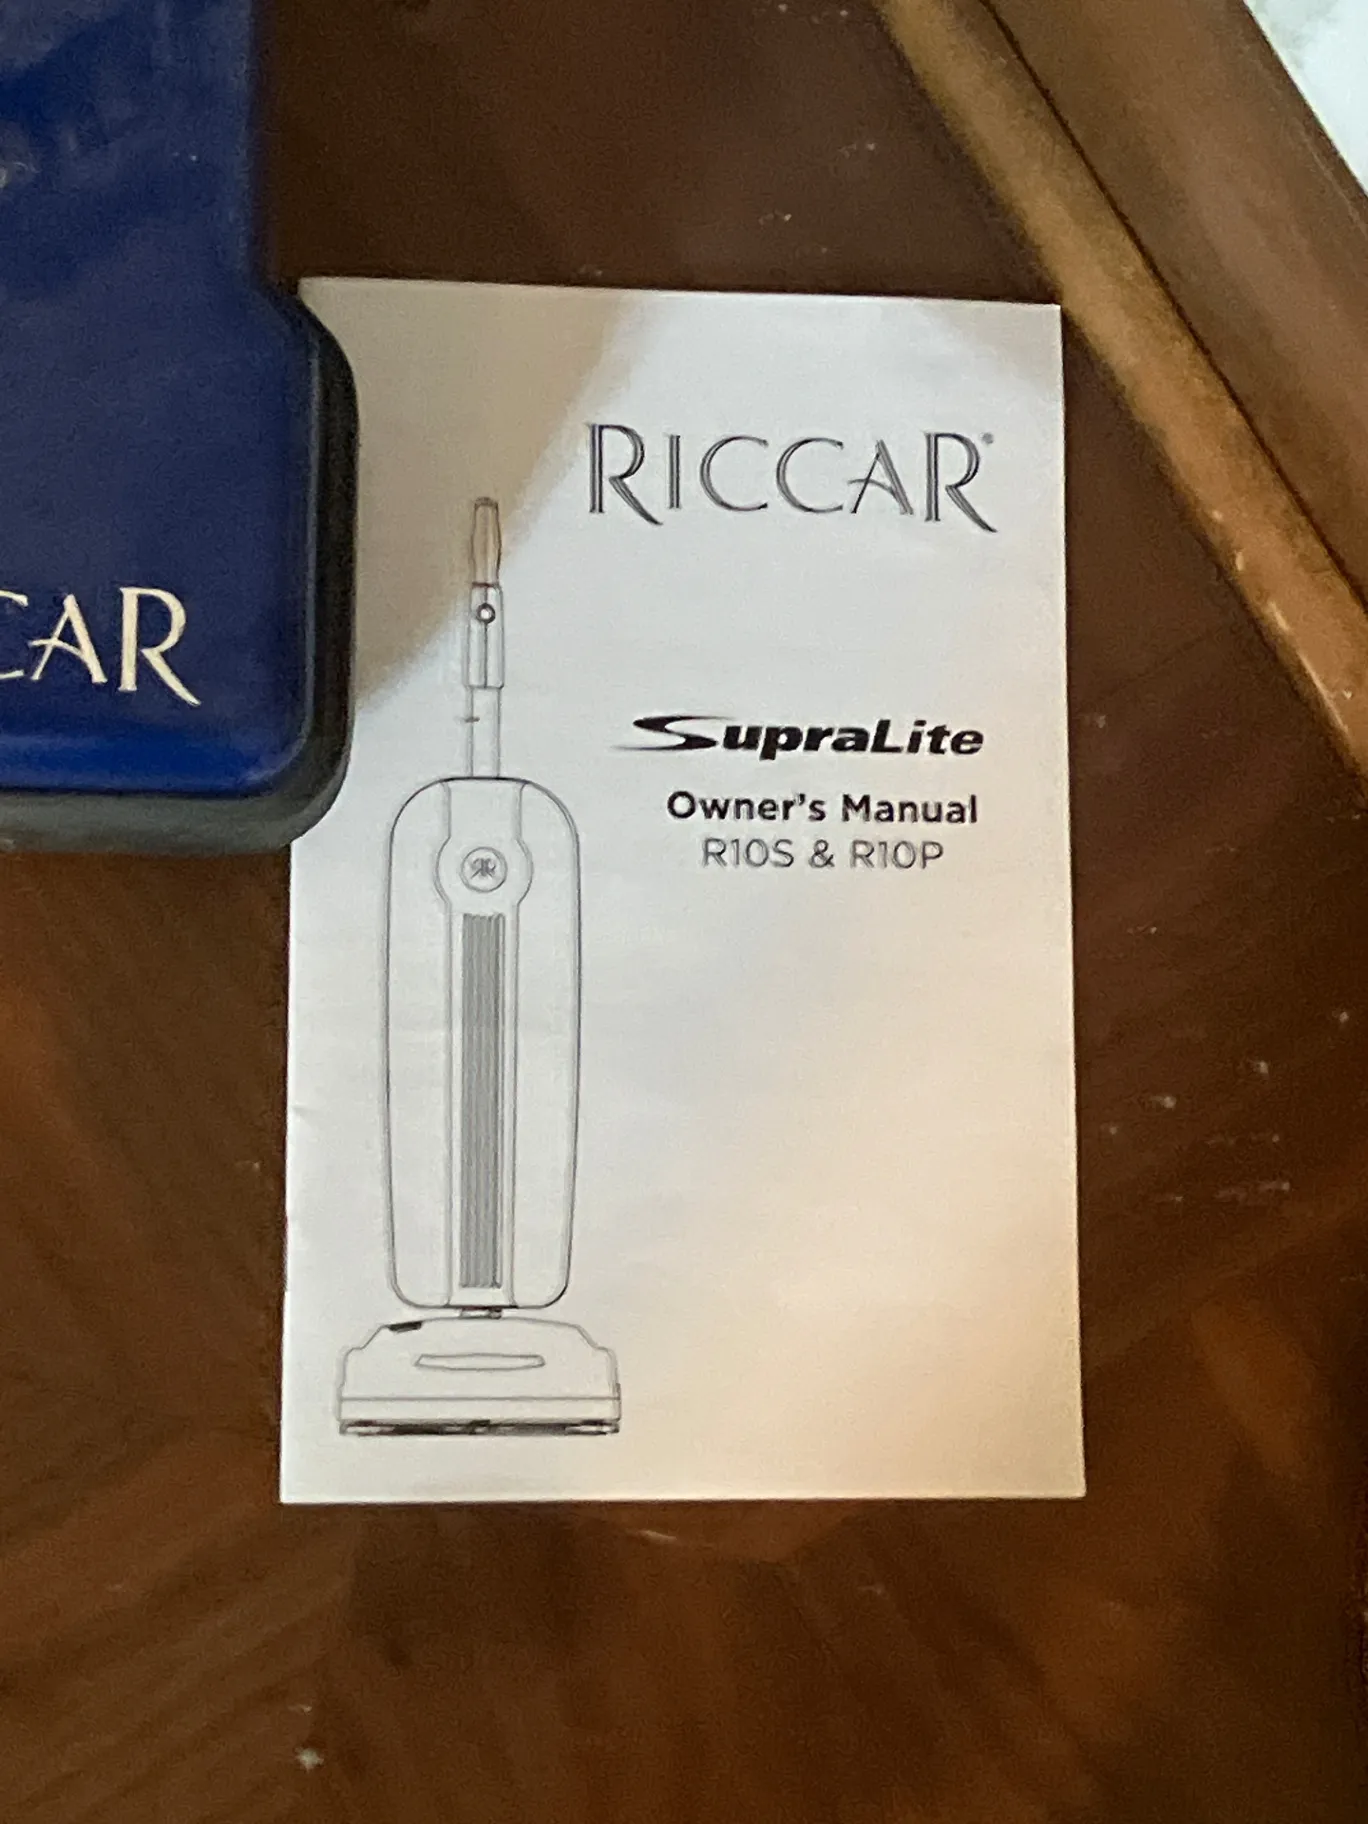 RICCAR®
CAR
SupraLite
Owner's Manual
R10S & R10P